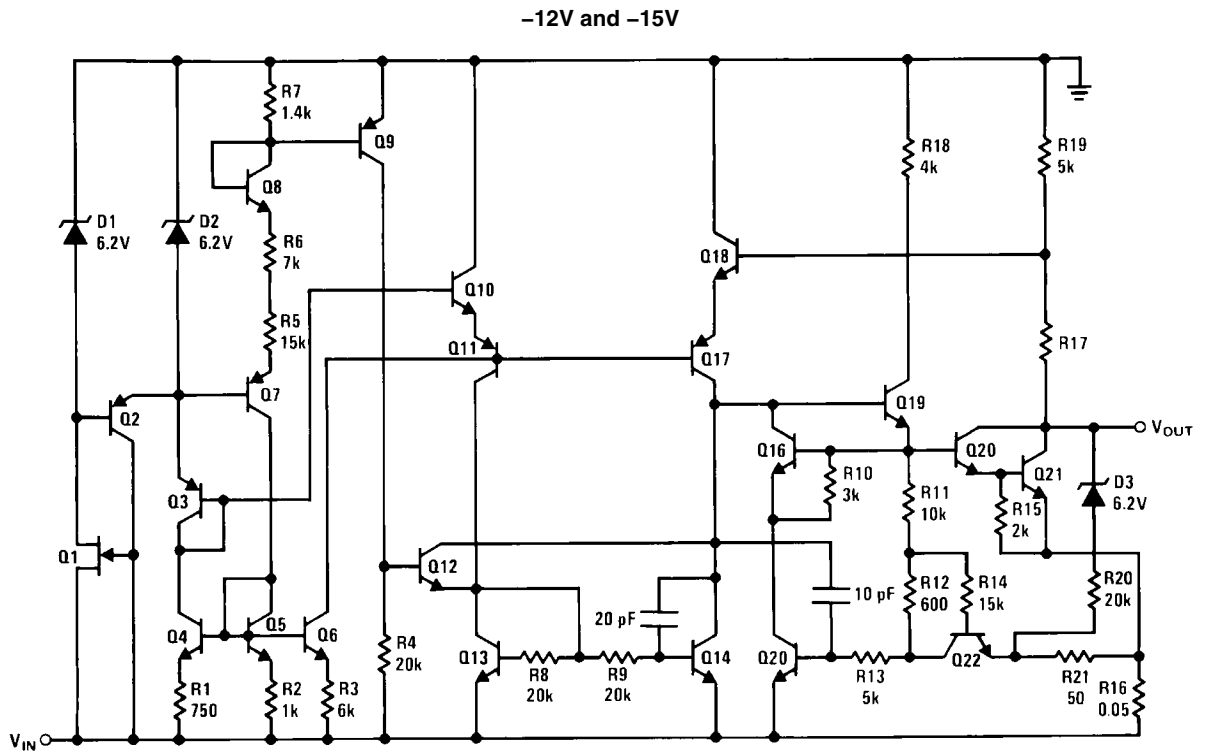 –12V and –15V
R7
1.4k
Q9
R18
4k
R19
5k
Q8
D1
6.2V
D2
6.2V
R6
7k
Q18
Q10
R5
15k
Q11
Q17
R17
Q2
Q7
Q19
VOUT
Q16
Q20
Q21
D3
6.2V
R10
3k
R11
10k
R15
2k
Q3
Q1
Q12
10 pF
R12
600
R14
15k
R20
20k
20 pF
Q4
Q5
Q6
R4
20k
Q13
R8
20k
R9
20k
Q14
Q20
R13
5k
Q22
R21
50
R16
0.05
R1
750
R2
1k
R3
6k
VIN